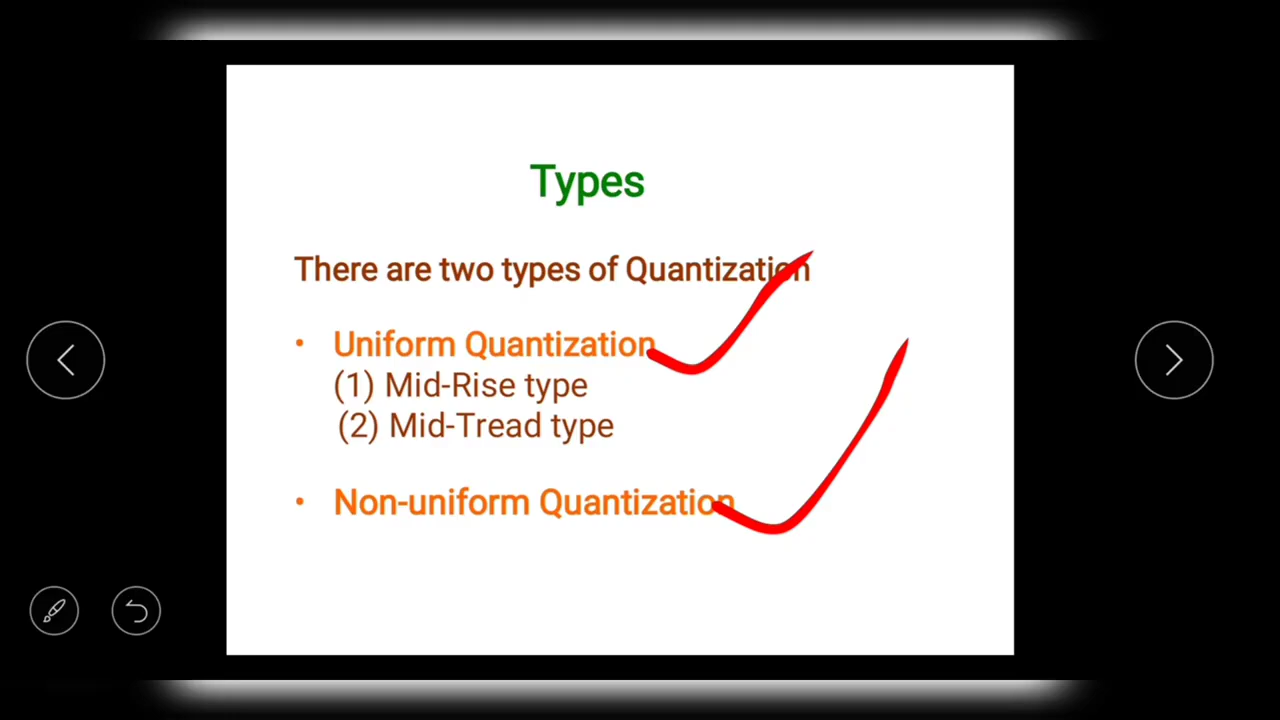 Types
There are two types of Quantization
• Uniform Quantization
(1) Mid-Rise type
(2) Mid-Tread type
• Non-uniform Quantization